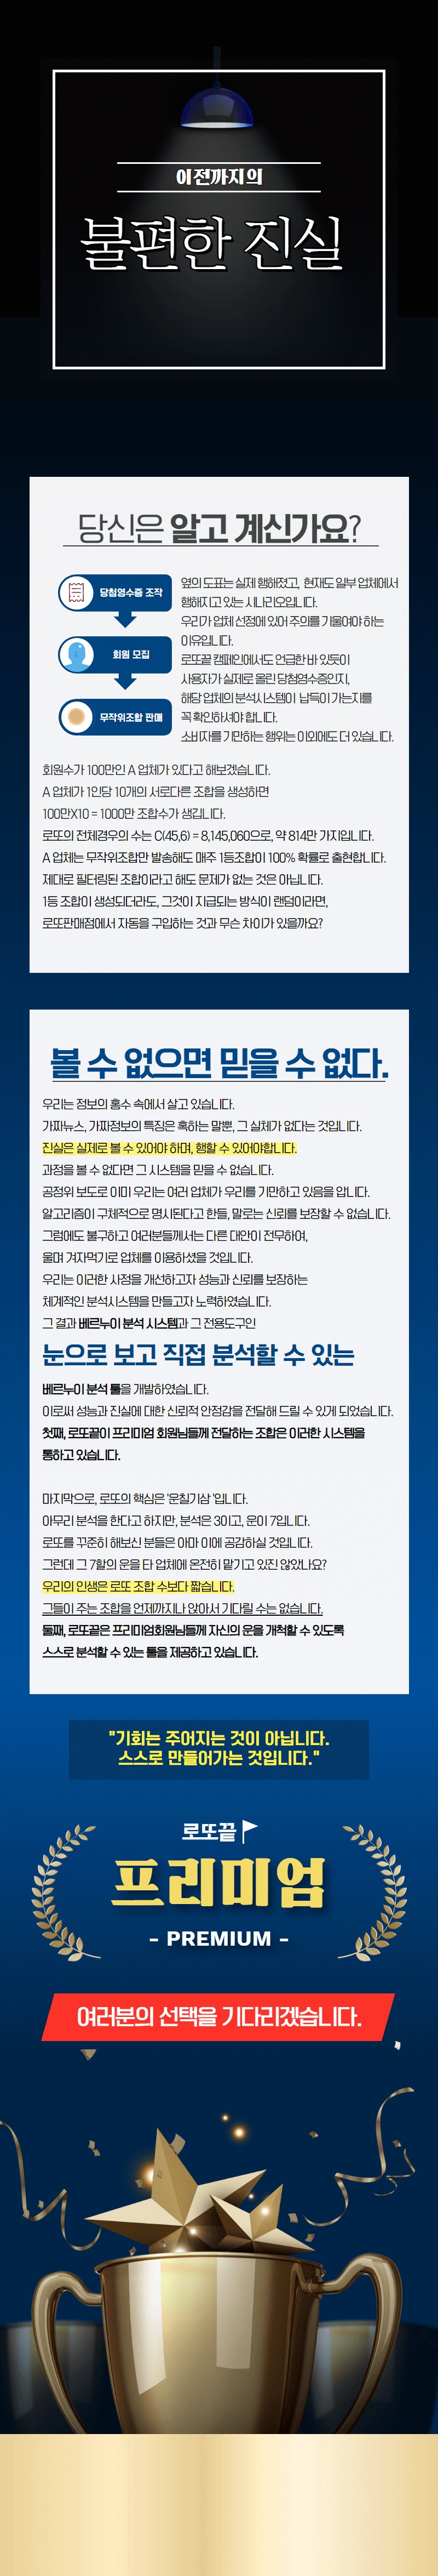 이전까지의
불편한 진실
당신은 알고 계신가요?
당첨영수증 조작
회원 모집
무작위조합 판매
옆의 도표는 실제 행해졌고, 현재도 일부 업체에서
행해지고 있는 시나리오입니다.
우리가 업체 선정에 있어 주의를 기울여야 하는
이유입니다.
로또끝 캠페인에서도 언급한 바 있듯이
사용자가 실제로 올린 당첨영수증인지,
해당 업체의 분석시스템이 납득이 가는지를
꼭 확인하셔야 합니다.
소비자를 기만하는 행위는 이외에도 더 있습니다.
회원수가 100만인 A 업체가 있다고 해보겠습니다.
A 업체가 1인당 10개의 서로다른 조합을 생성하면
100만X10 = 1000만 조합수가 생깁니다.
로또의 전체경우의 수는 C(45,6) = 8,145,060으로, 약 814만 가지입니다.
A 업체는 무작위조합만 발송해도 매주 1등조합이 100% 확률로 출현합니다.
제대로 필터링된 조합이라고 해도 문제가 없는 것은 아닙니다.
1등 조합이 생성되더라도, 그것이 지급되는 방식이 랜덤이라면,
로또판매점에서 자동을 구입하는 것과 무슨 차이가 있을까요?
볼 수 없으면 믿을 수 없다.
우리는 정보의 홍수 속에서 살고 있습니다.
가짜뉴스, 가짜정보의 특징은 혹하는 말뿐, 그 실체가 없다는 것입니다.
진실은 실제로 볼 수 있어야 하며, 행할 수 있어야합니다.
과정을 볼 수 없다면 그 시스템을 믿을 수 없습니다.
공정위 보도로 이미 우리는 여러 업체가 우리를 기만하고 있음을 압니다.
알고리즘이 구체적으로 명시된다고 한들, 말로는 신뢰를 보장할 수 없습니다.
그럼에도 불구하고 여러분들께서는 다른 대안이 전무하여,
울며 겨자먹기로 업체를 이용하셨을 것입니다.
우리는 이러한 사정을 개선하고자 성능과 신뢰를 보장하는
체계적인 분석시스템을 만들고자 노력하였습니다.
그 결과 베르누이 분석 시스템과 그 전용도구인
눈으로 보고 직접 분석할 수 있는
베르누이 분석 툴을 개발하였습니다.
이로써 성능과 진실에 대한 신뢰적 안정감을 전달해 드릴 수 있게 되었습니다.
첫째, 로또끝이 프리미엄 회원님들께 전달하는 조합은 이러한 시스템을
통하고 있습니다.
마지막으로, 로또의 핵심은 '운칠기삼 '입니다.
아무리 분석을 한다고 하지만, 분석은 3이고, 운이 7입니다.
로또를 꾸준히 해보신 분들은 아마 이에 공감하실 것입니다.
그런데 그 7할의 운을 타 업체에 온전히 맡기고 있진 않았나요?
우리의 인생은 로또 조합 수보다 짧습니다.
그들이 주는 조합을 언제까지나 앉아서 기다릴 수는 없습니다.
둘째, 로또끝은 프리미엄회원님들께 자신의 운을 개척할 수 있도록
스스로 분석할 수 있는 툴을 제공하고 있습니다.
"기회는 주어지는 것이 아닙니다.
스스로 만들어가는 것입니다."
로또끝
프리미엄
- PREMIUM -
여러분의 선택을 기다리겠습니다.